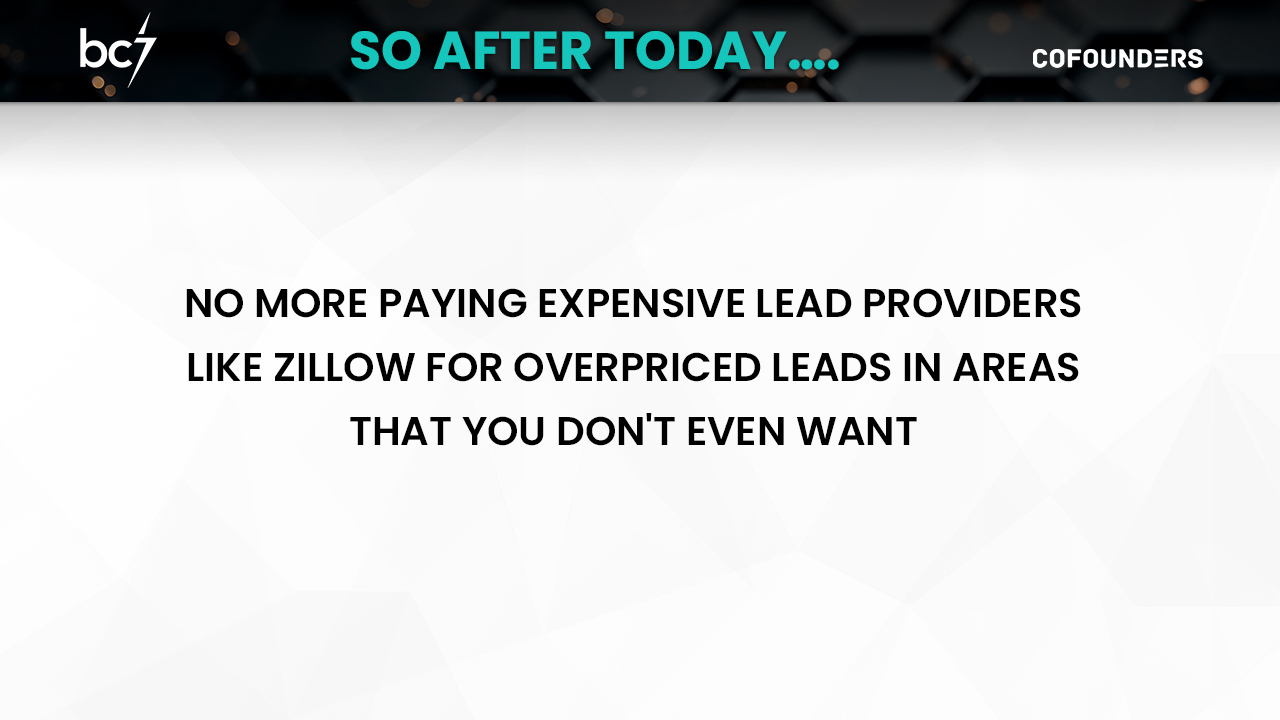 bc7
SO AFTER TODAY....
COFOUNDERS
NO MORE PAYING EXPENSIVE LEAD PROVIDERS
LIKE ZILLOW FOR OVERPRICED LEADS IN AREAS
THAT YOU DON'T EVEN WANT